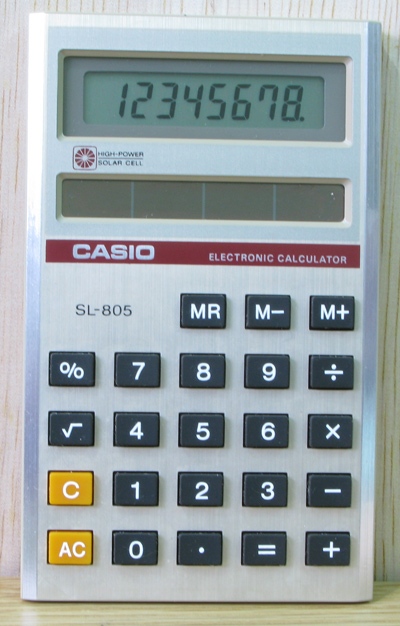 12345678.
HIGH-POWER
SOLAR CELL
CASIO ELECTRONIC CALCULATOR
SL-805 MR M− M+
% 7 8 9 ÷
√ 4 5 6 ×
C 1 2 3 −
AC 0 · = +